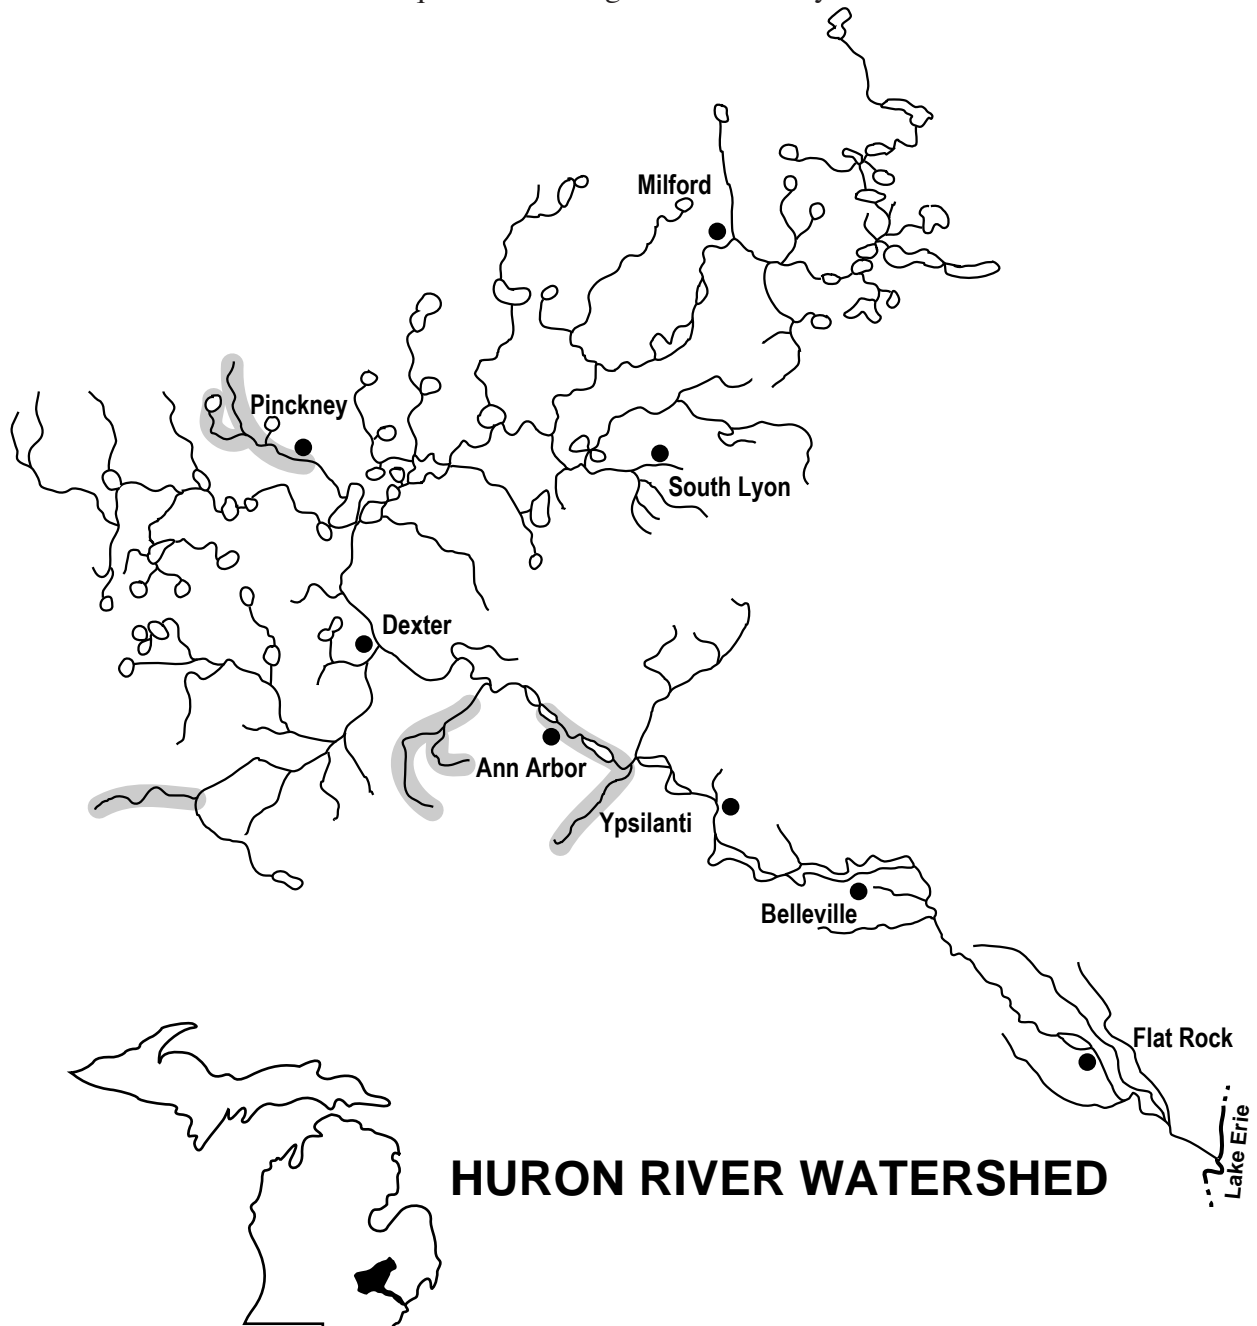 Milford
Pinckney
South Lyon
Dexter
Ann Arbor
Ypsilanti
Belleville
Flat Rock
Lake Erie
HURON RIVER WATERSHED